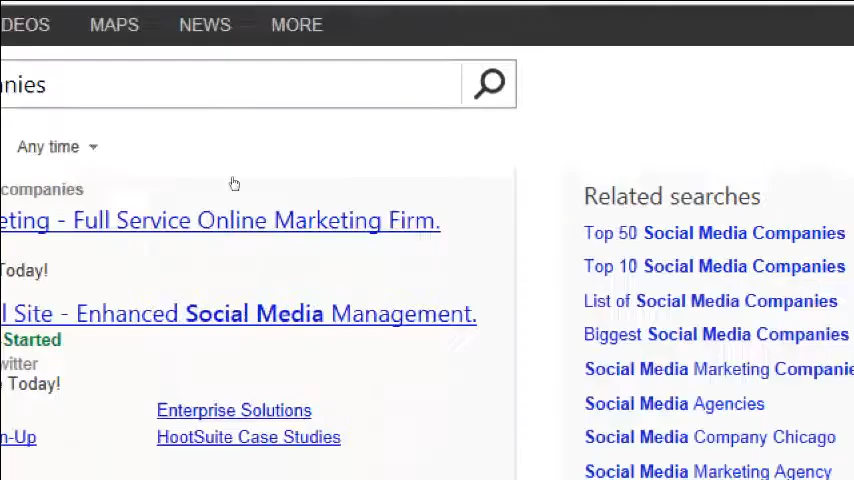 DEOS MAPS NEWS MORE
nies
Any time
companies
eting - Full Service Online Marketing Firm.
Today!
l Site - Enhanced Social Media Management.
Started
witter
Today!
Enterprise Solutions
n-Up HootSuite Case Studies
Related searches
Top 50 Social Media Companies
Top 10 Social Media Companies
List of Social Media Companies
Biggest Social Media Companies
Social Media Marketing Companie
Social Media Agencies
Social Media Company Chicago
Social Media Marketing Agency